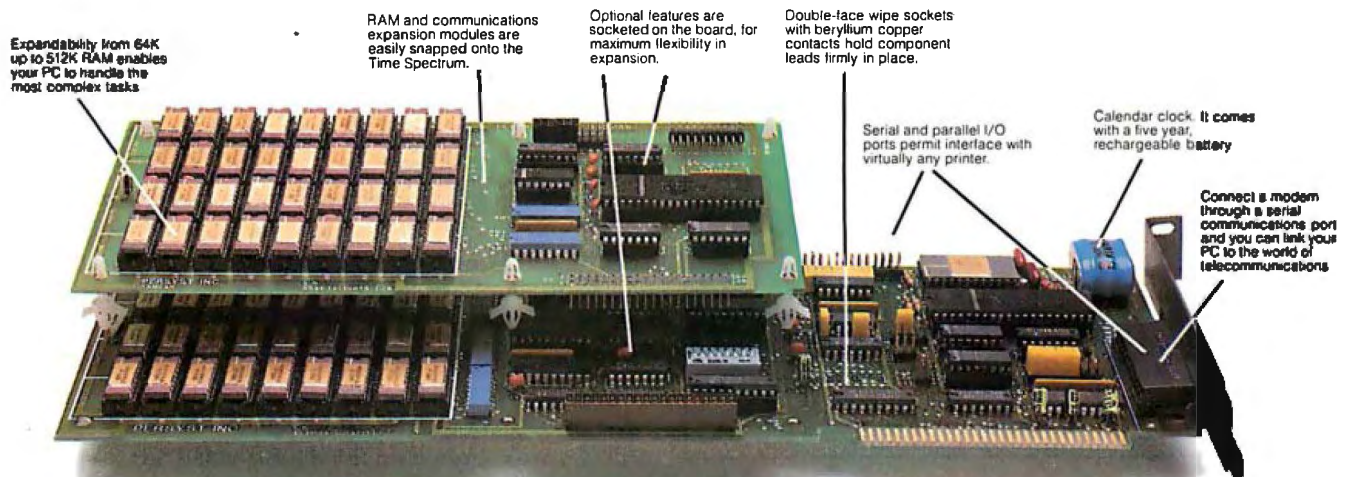 Expandability from 64K
up to 512K RAM enables
your PC to handle the
most complex tasks
RAM and communications
expansion modules are
easily snapped onto the
Time Spectrum.
Optional features are
socketed on the board, for
maximum flexibility in
expansion.
Double-face wipe sockets
with beryllium copper
contacts hold component
leads firmly in place.
Serial and parallel I/O
ports permit interface with
virtually any printer.
Calendar clock. It comes
with a five year,
rechargeable battery
Connect a modem
through a serial
communications port
and you can link your
PC to the world of
telecommunications
PERSYST INC
PERSYST INC